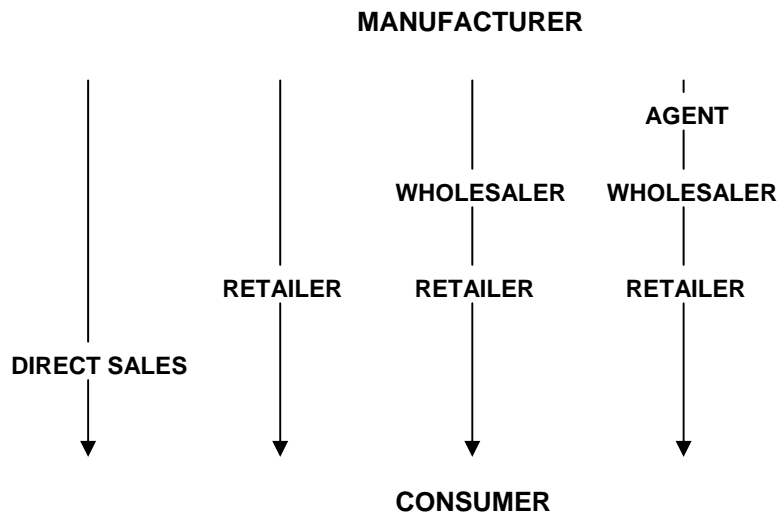 MANUFACTURER
AGENT
WHOLESALER WHOLESALER
RETAILER RETAILER RETAILER
DIRECT SALES
CONSUMER